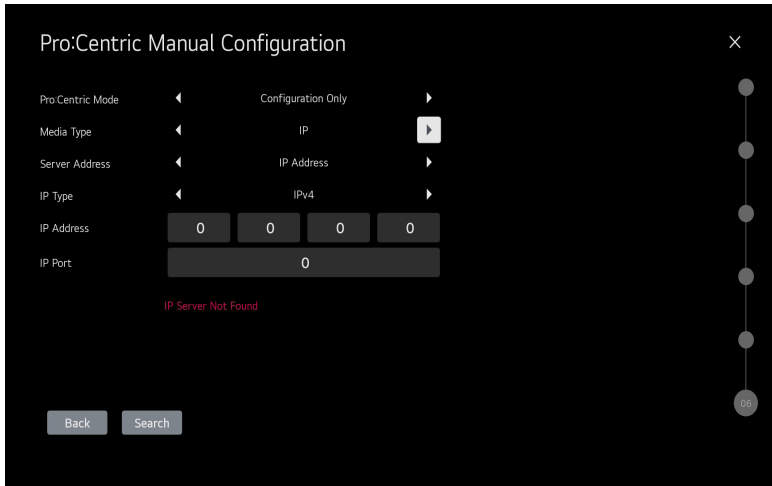 Pro:Centric Manual Configuration
Pro:Centric Mode Configuration Only
Media Type IP
Server Address IP Address
IP Type IPv4
IP Address 0 0 0 0
IP Port 0
IP Server Not Found
06
Back Search